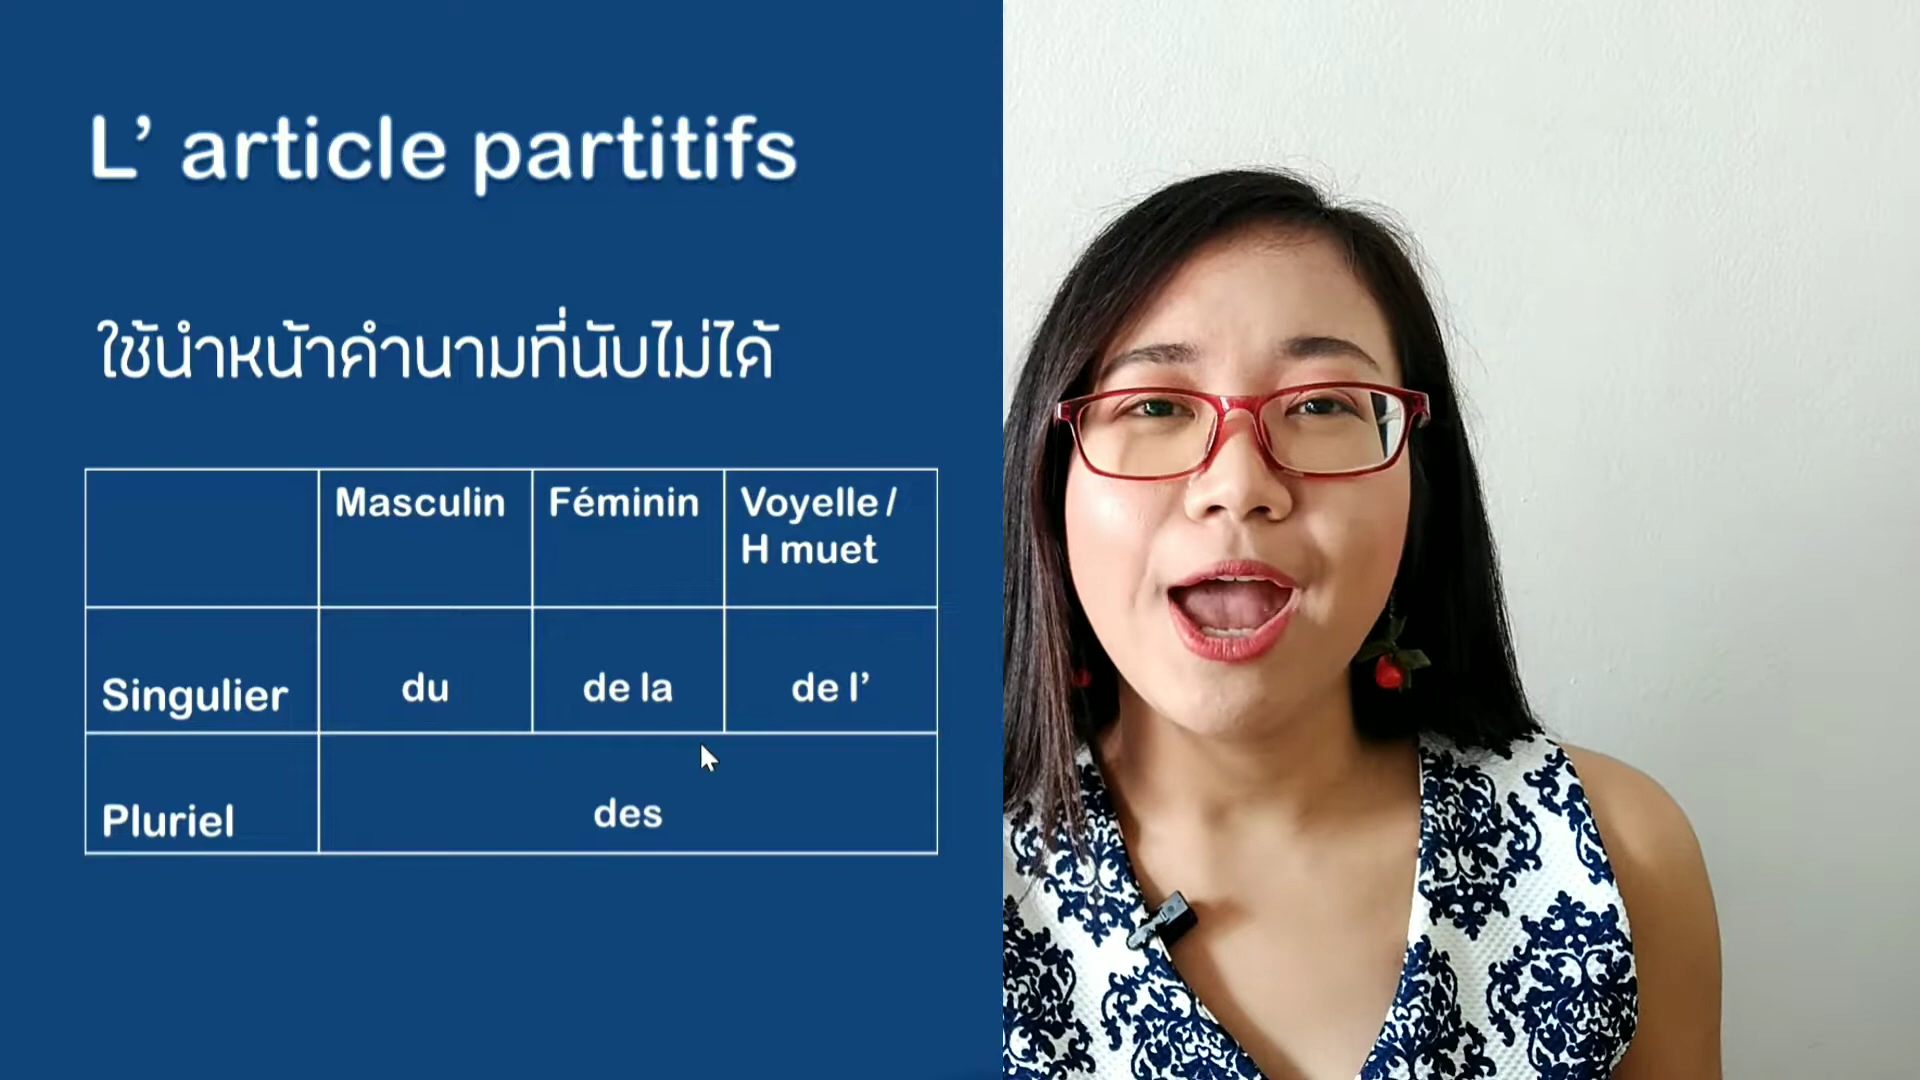 L’ article partitifs
ใช้นำหน้าคำนามที่นับไม่ได้
Masculin Féminin Voyelle /
H muet
Singulier du de la de l’
Pluriel des